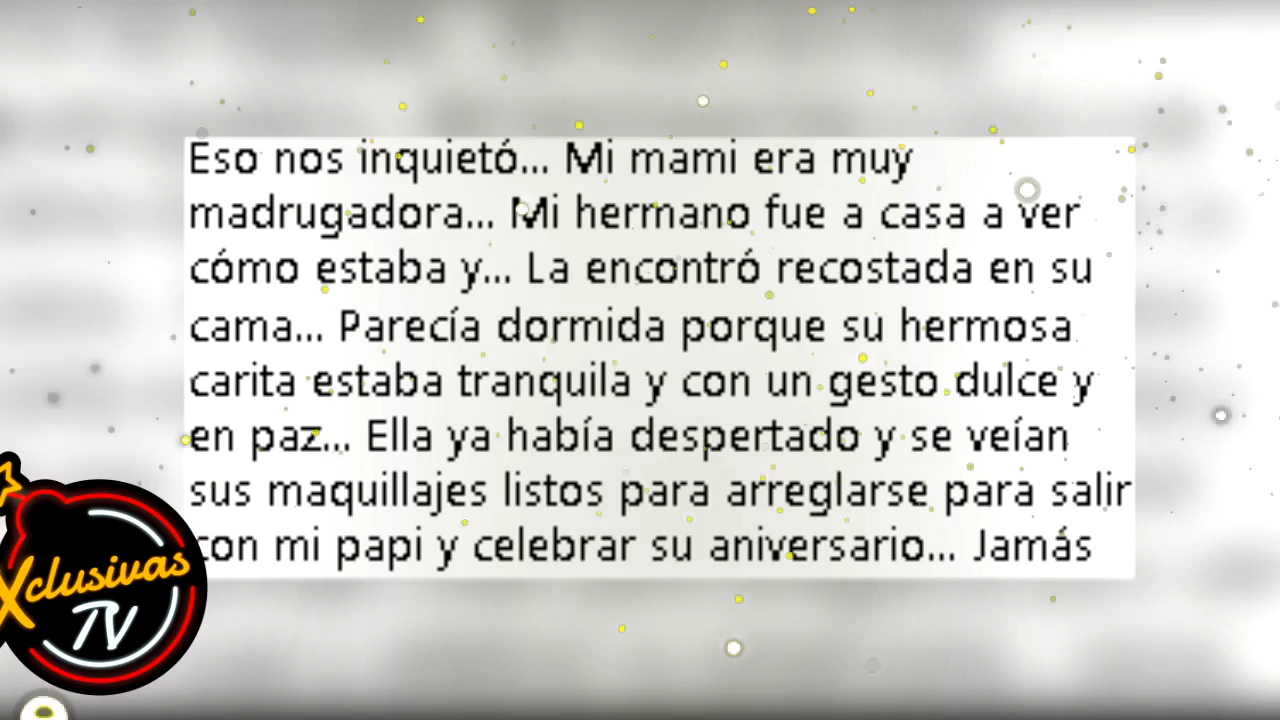 Eso nos inquietó... Mi mami era muy
madrugadora... Mi hermano fue a casa a ver
cómo estaba y... La encontró recostada en su
cama... Parecía dormida porque su hermosa
carita estaba tranquila y con un gesto dulce y
en paz... Ella ya había despertado y se veían
sus maquillajes listos para arreglarse para salir
con mi papi y celebrar su aniversario... Jamás
Xclusivas
TV